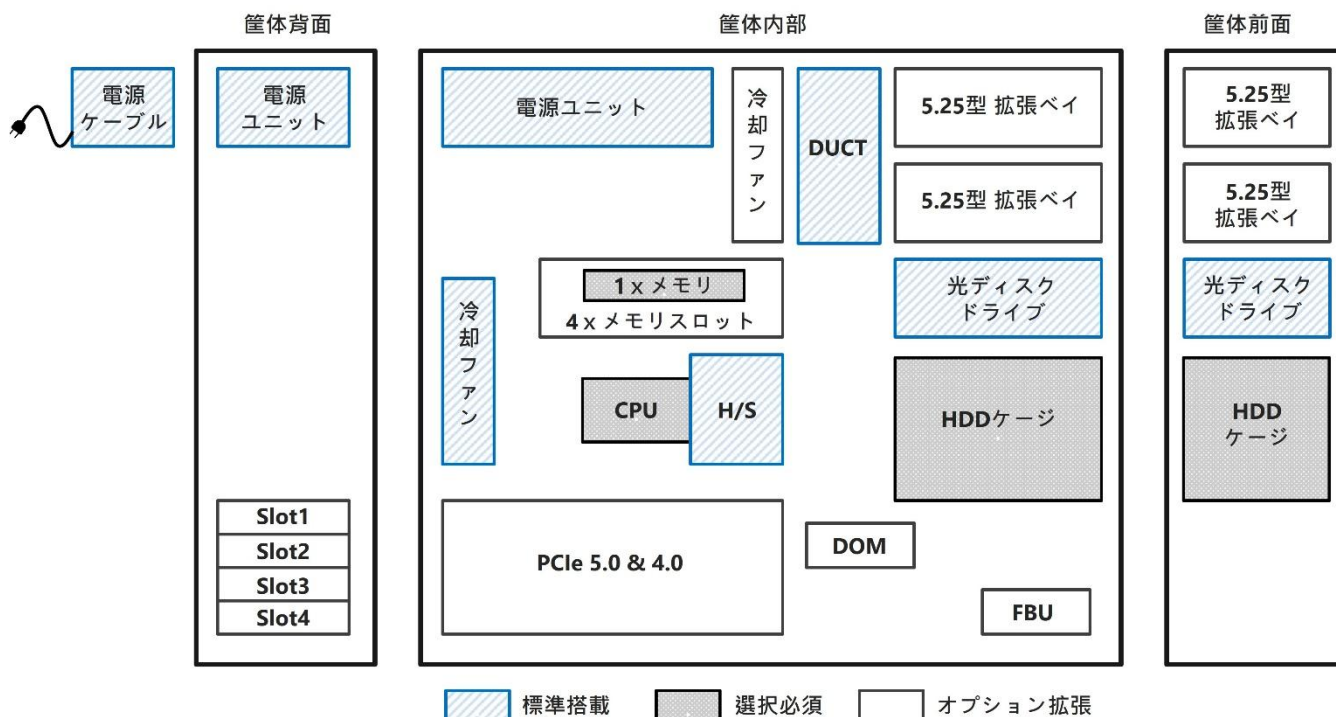 筐体背面
筐体内部
筐体前面
電源
ケーブル
電源
ユニット
Slot1
Slot2
Slot3
Slot4
電源ユニット
冷却ファン
DUCT
5.25型 拡張ベイ
5.25型 拡張ベイ
冷却ファン
1 x メモリ
4 x メモリスロット
光ディスク
ドライブ
CPU
H/S
HDDケージ
PCIe 5.0 & 4.0
DOM
FBU
5.25型
拡張ベイ
5.25型
拡張ベイ
光ディスク
ドライブ
HDD
ケージ
標準搭載
選択必須
オプション拡張